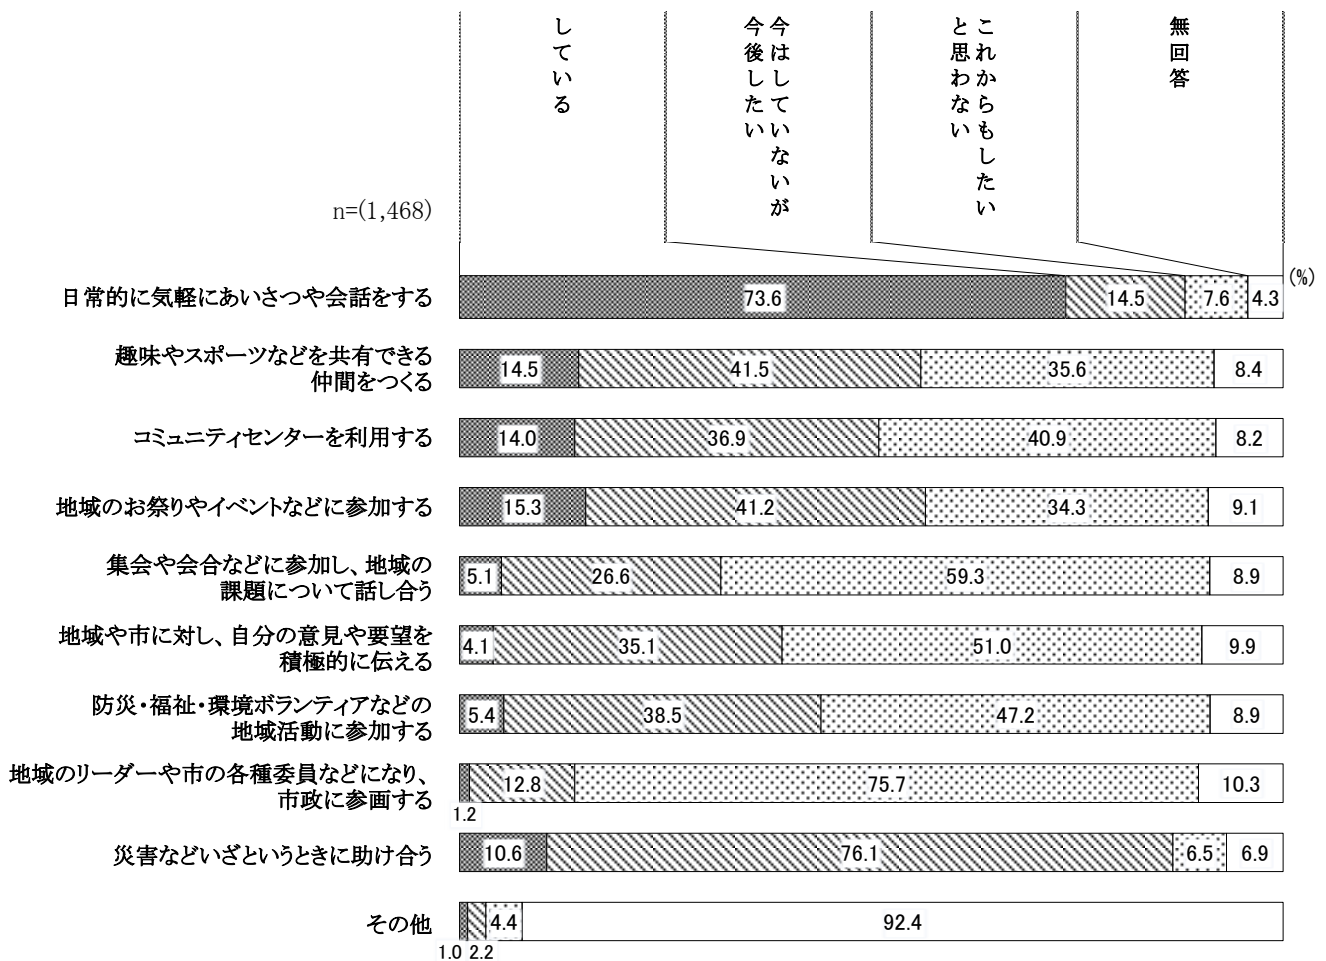 している
今はしていないが
今後したい
これからもしたい
と思わない
無回答
n=(1,468)
(%)
日常的に気軽にあいさつや会話をする
73.6 14.5 7.6 4.3
趣味やスポーツなどを共有できる
仲間をつくる
14.5 41.5 35.6 8.4
コミュニティセンターを利用する
14.0 36.9 40.9 8.2
地域のお祭りやイベントなどに参加する
15.3 41.2 34.3 9.1
集会や会合などに参加し、地域の
課題について話し合う
5.1 26.6 59.3 8.9
地域や市に対し、自分の意見や要望を
積極的に伝える
4.1 35.1 51.0 9.9
防災・福祉・環境ボランティアなどの
地域活動に参加する
5.4 38.5 47.2 8.9
地域のリーダーや市の各種委員などになり、
市政に参画する
1.2 12.8 75.7 10.3
災害などいざというときに助け合う
10.6 76.1 6.5 6.9
その他
1.0 2.2 4.4 92.4